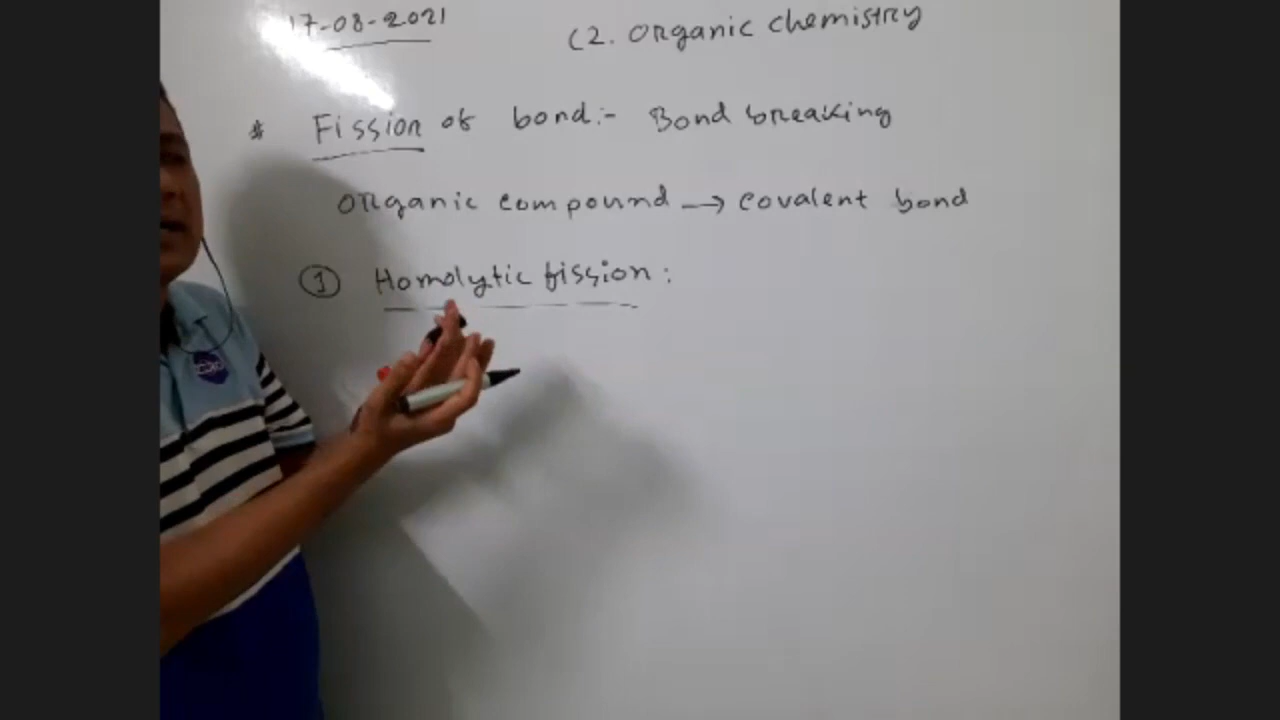 17-08-2021
C2. Organic chemistry
* Fission of bond:- Bond breaking
Organic compound → covalent bond
① Homolytic fission: